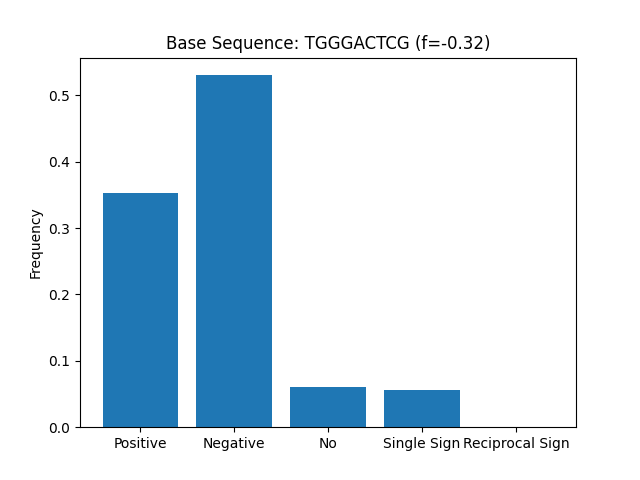 Base Sequence: TGGGACTCG (f=-0.32)
Frequency
0.5
0.4
0.3
0.2
0.1
0.0
Positive Negative No Single Sign Reciprocal Sign